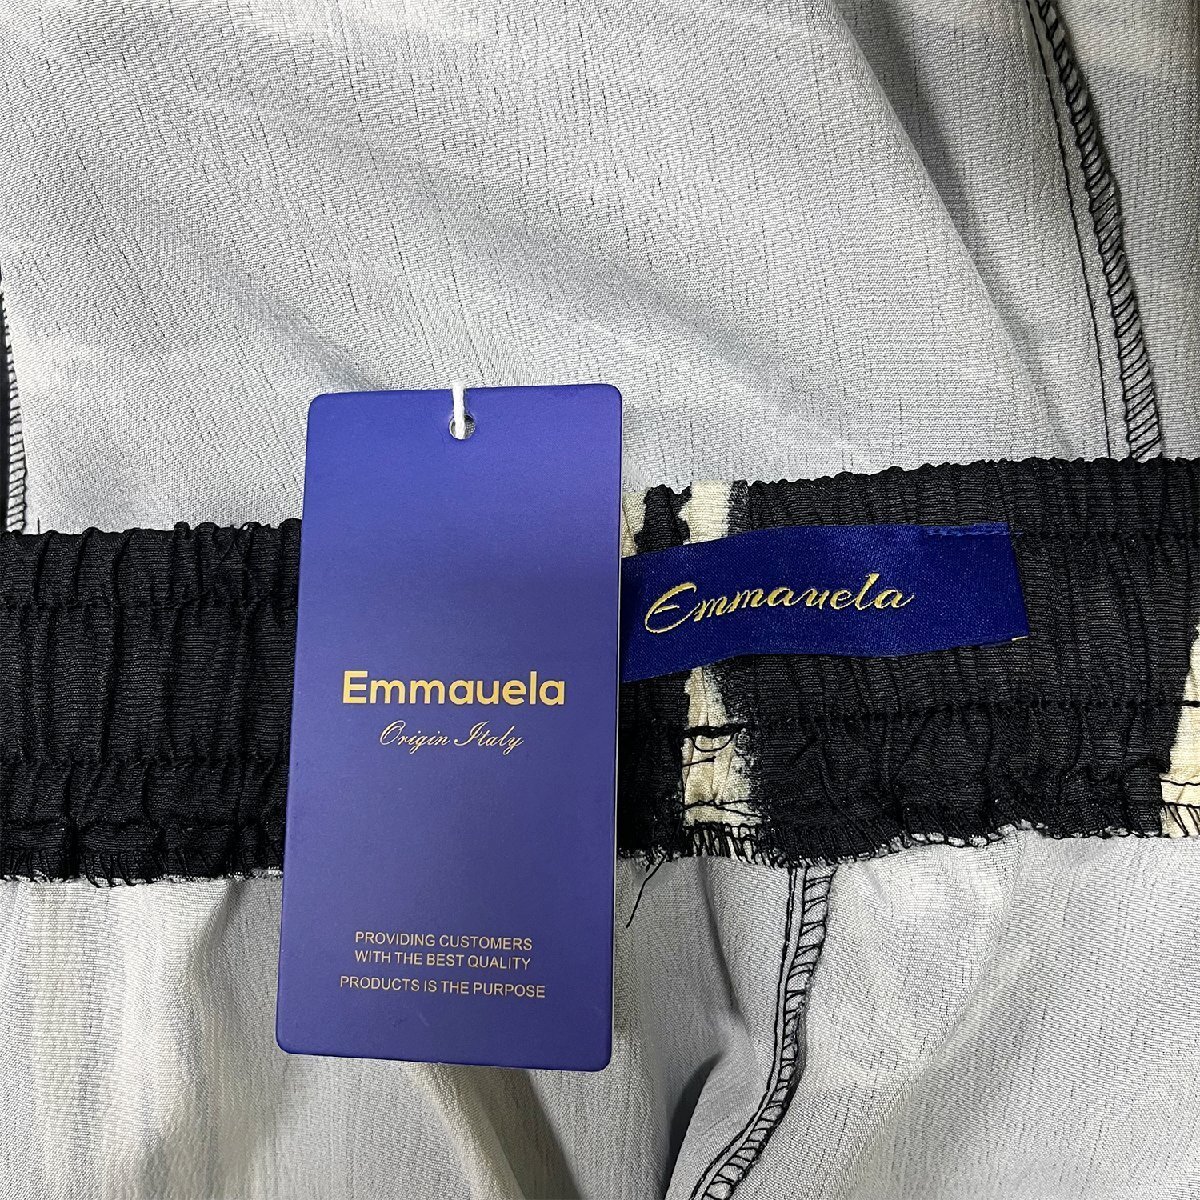 Emmauela
Emmauela
Origin Italy
PROVIDING CUSTOMERS
WITH THE BEST QUALITY
PRODUCTS IS THE PURPOSE